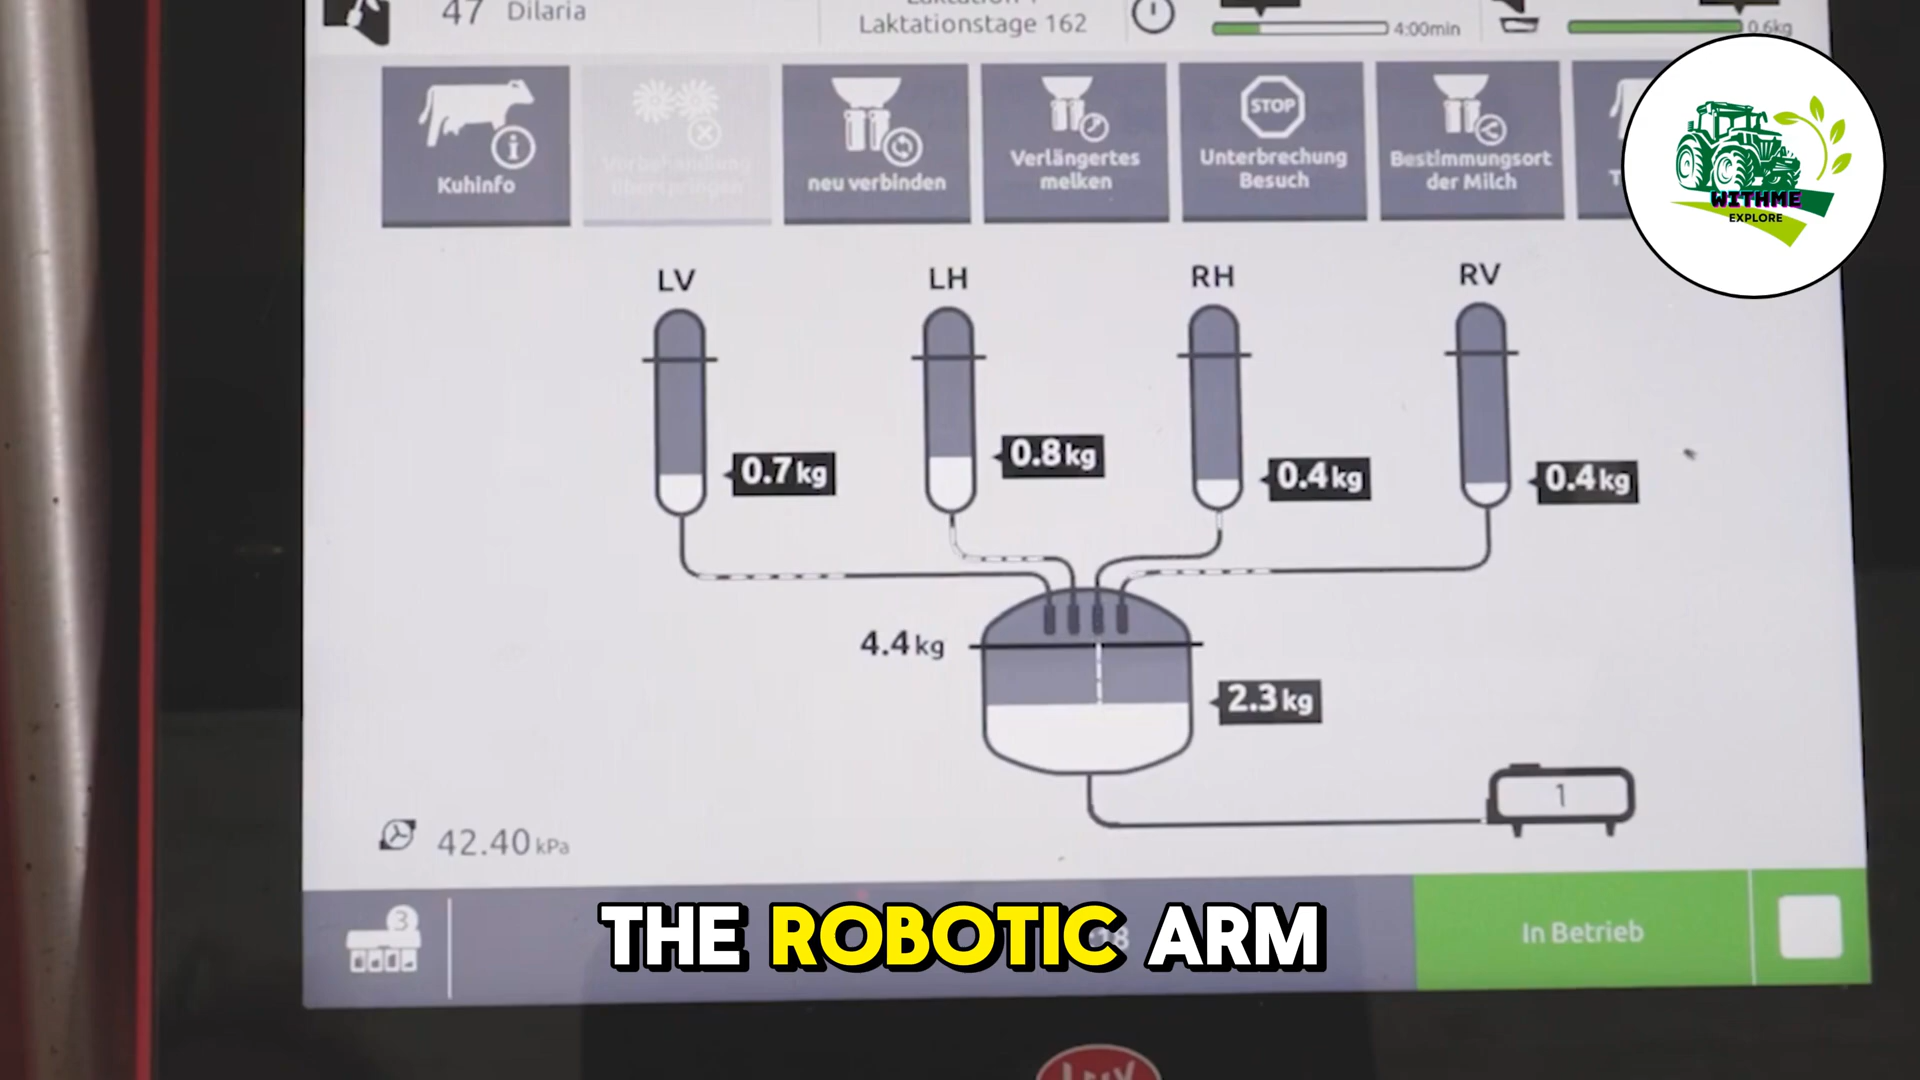 47 Dilaria
Laktationstage 162
4:00min
0.6kg
Kuhinfo
Vorbehandlung
überspringen
neu verbinden
Verlängertes
melken
STOP
Unterbrechung
Besuch
Bestimmungsort
der Milch
WITHME
EXPLORE
LV
LH
RH
RV
0.7kg
0.8kg
0.4kg
0.4kg
4.4kg
2.3kg
1
42.40kPa
3
THE ROBOTIC ARM
In Betrieb